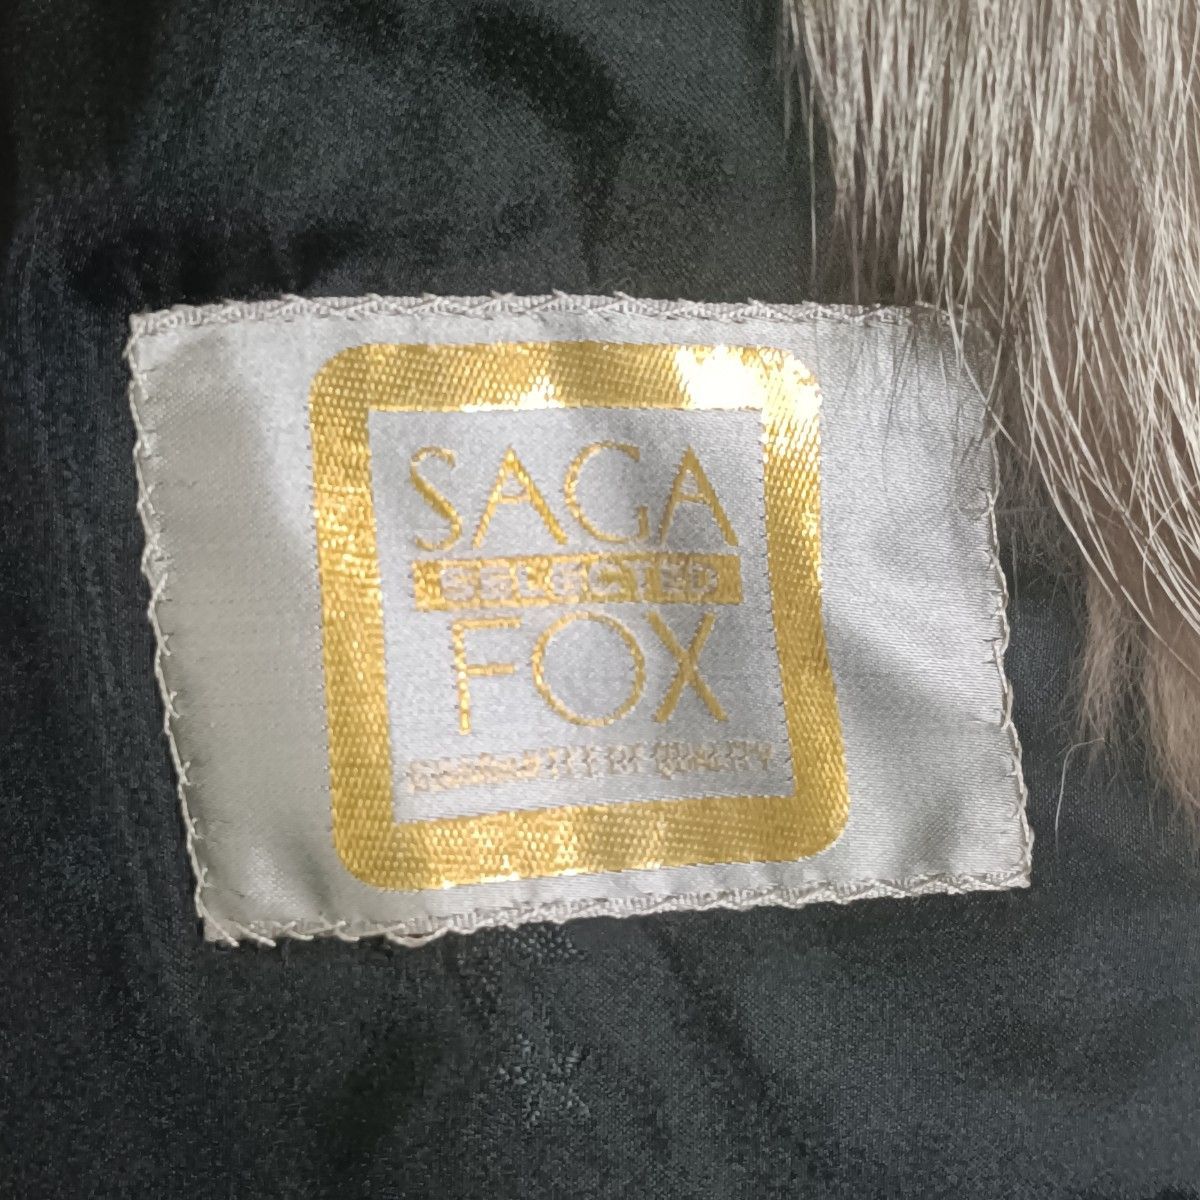 SAGA
SELECTED
FOX
GUARANTEE OF QUALITY